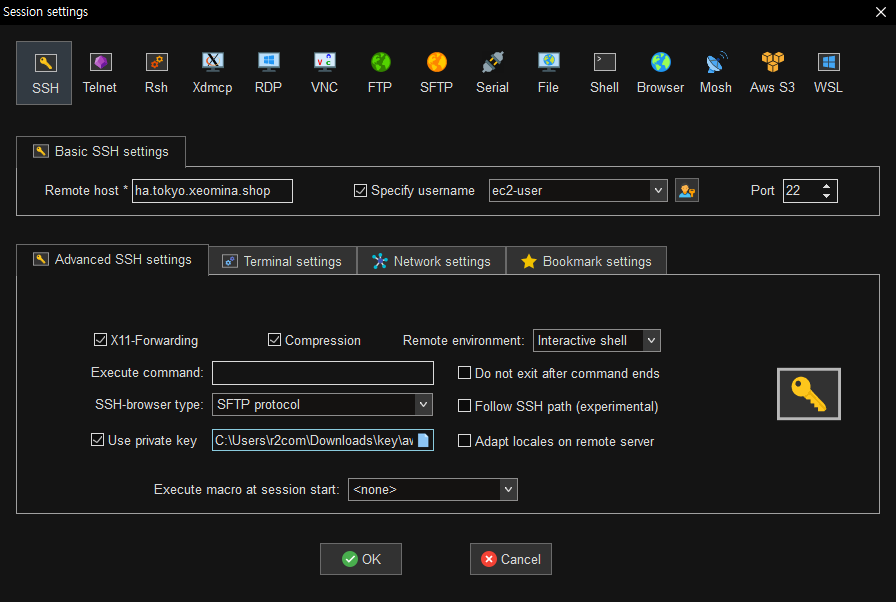 Session settings
SSH Telnet Rsh Xdmcp RDP VNC FTP SFTP Serial File Shell Browser Mosh Aws S3 WSL
Basic SSH settings
Remote host * ha.tokyo.xeomina.shop Specify username ec2-user Port 22
Advanced SSH settings Terminal settings Network settings Bookmark settings
X11-Forwarding Compression Remote environment: Interactive shell
Execute command: Do not exit after command ends
SSH-browser type: SFTP protocol Follow SSH path (experimental)
Use private key C:\Users\r2com\Downloads\key\aw Adapt locales on remote server
Execute macro at session start: <none>
OK Cancel